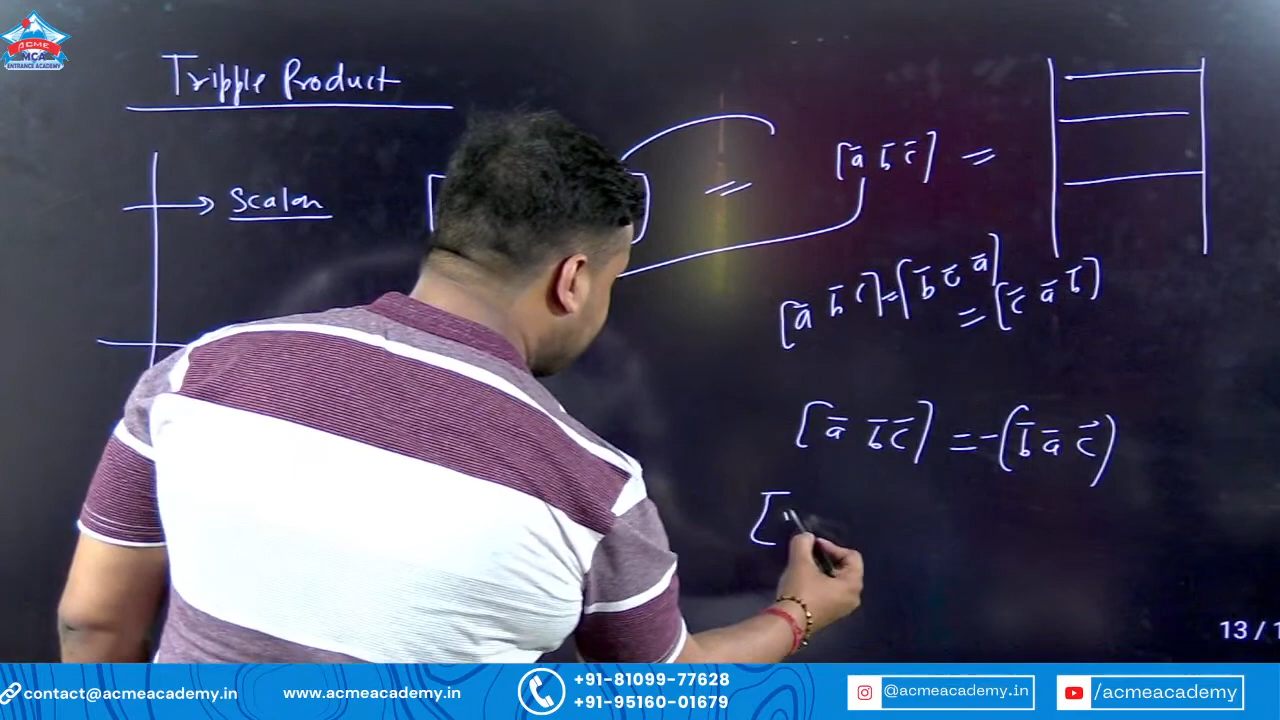 ACME
MCA
ENTRANCE ACADEMY
Tripple Product
Scalar
=
[ā b̄ c̄] =
[ā b̄ c̄] = [b̄ c̄ ā]
= [c̄ ā b̄]
[ā b̄ c̄] = -[b̄ ā c̄]
[
13 / 1
contact@acmeacademy.in
www.acmeacademy.in
+91-81099-77628
+91-95160-01679
@acmeacademy.in
/acmeacademy